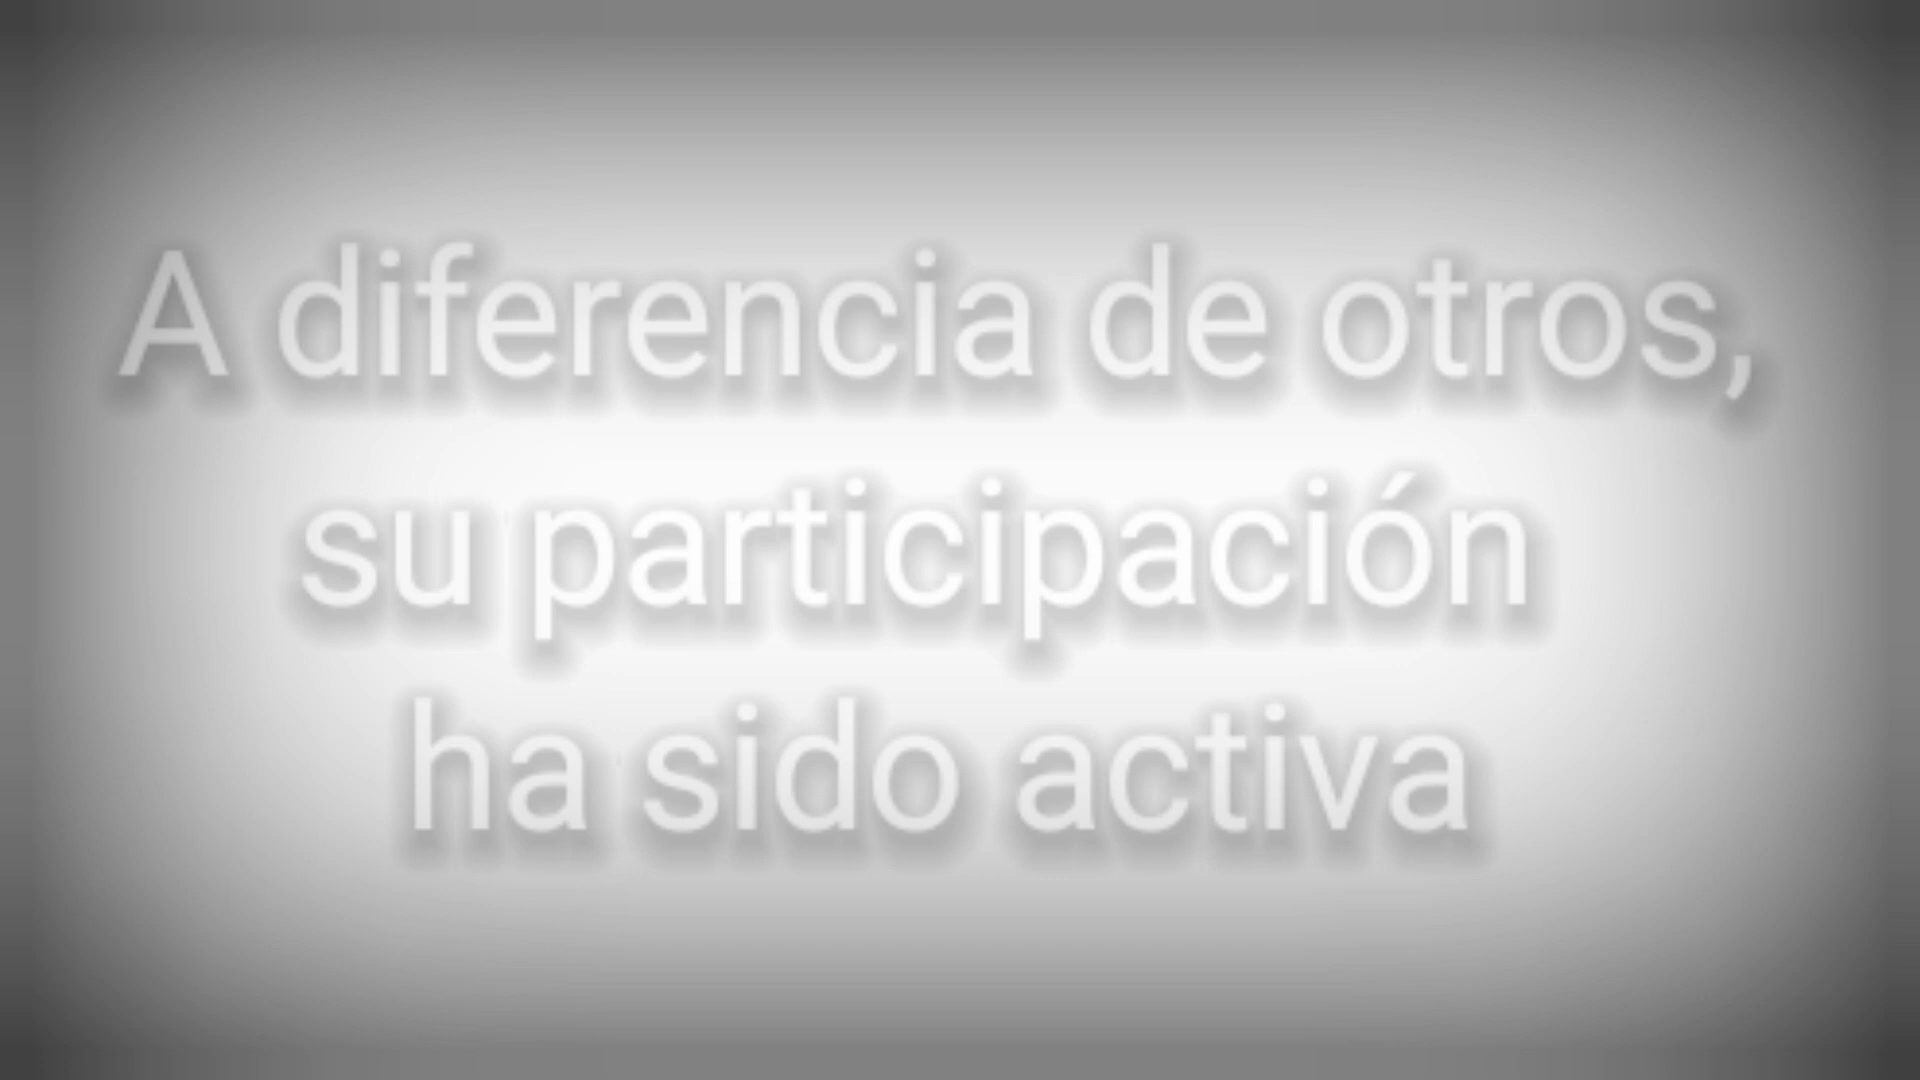 A diferencia de otros,
su participación
ha sido activa